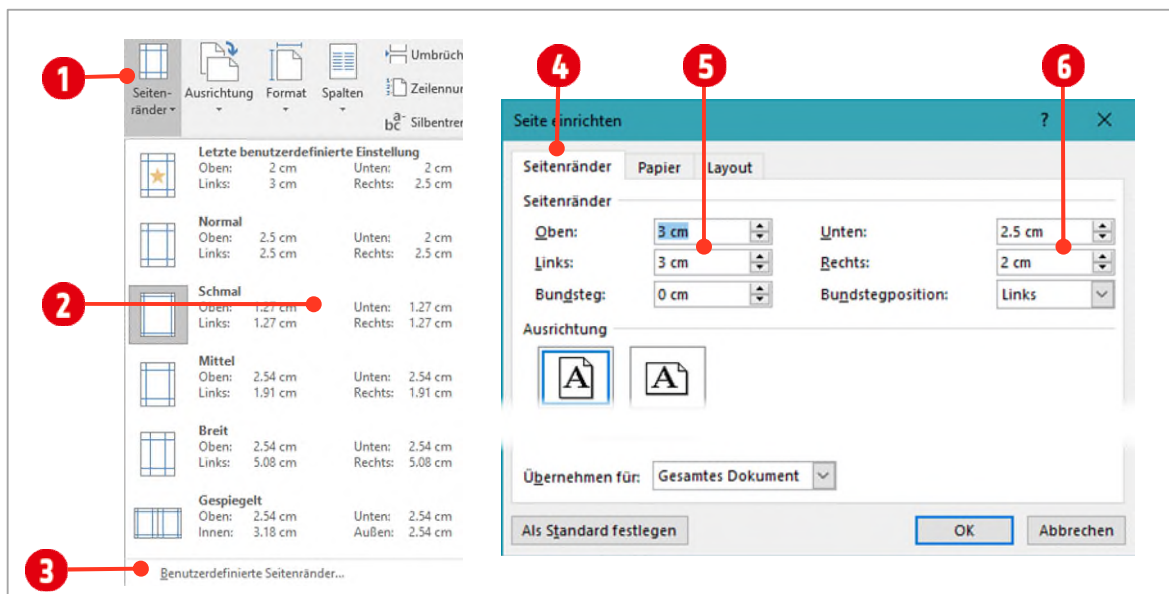 1
Seiten-
ränder
Ausrichtung
Format
Spalten
Umbrüch
Zeilennur
Silbentrer
Letzte benutzerdefinierte Einstellung
Oben: 2 cm Unten: 2 cm
Links: 3 cm Rechts: 2.5 cm
Normal
Oben: 2.5 cm Unten: 2 cm
Links: 2.5 cm Rechts: 2.5 cm
2
Schmal
Oben: 1.27 cm Unten: 1.27 cm
Links: 1.27 cm Rechts: 1.27 cm
Mittel
Oben: 2.54 cm Unten: 2.54 cm
Links: 1.91 cm Rechts: 1.91 cm
Breit
Oben: 2.54 cm Unten: 2.54 cm
Links: 5.08 cm Rechts: 5.08 cm
Gespiegelt
Oben: 2.54 cm Unten: 2.54 cm
Innen: 3.18 cm Außen: 2.54 cm
3
Benutzerdefinierte Seitenränder...
4 5 6
Seite einrichten ?
Seitenränder Papier Layout
Seitenränder
Oben: 3 cm Unten: 2.5 cm
Links: 3 cm Rechts: 2 cm
Bundsteg: 0 cm Bundstegposition: Links
Ausrichtung
A A
Übernehmen für: Gesamtes Dokument
Als Standard festlegen OK Abbrechen